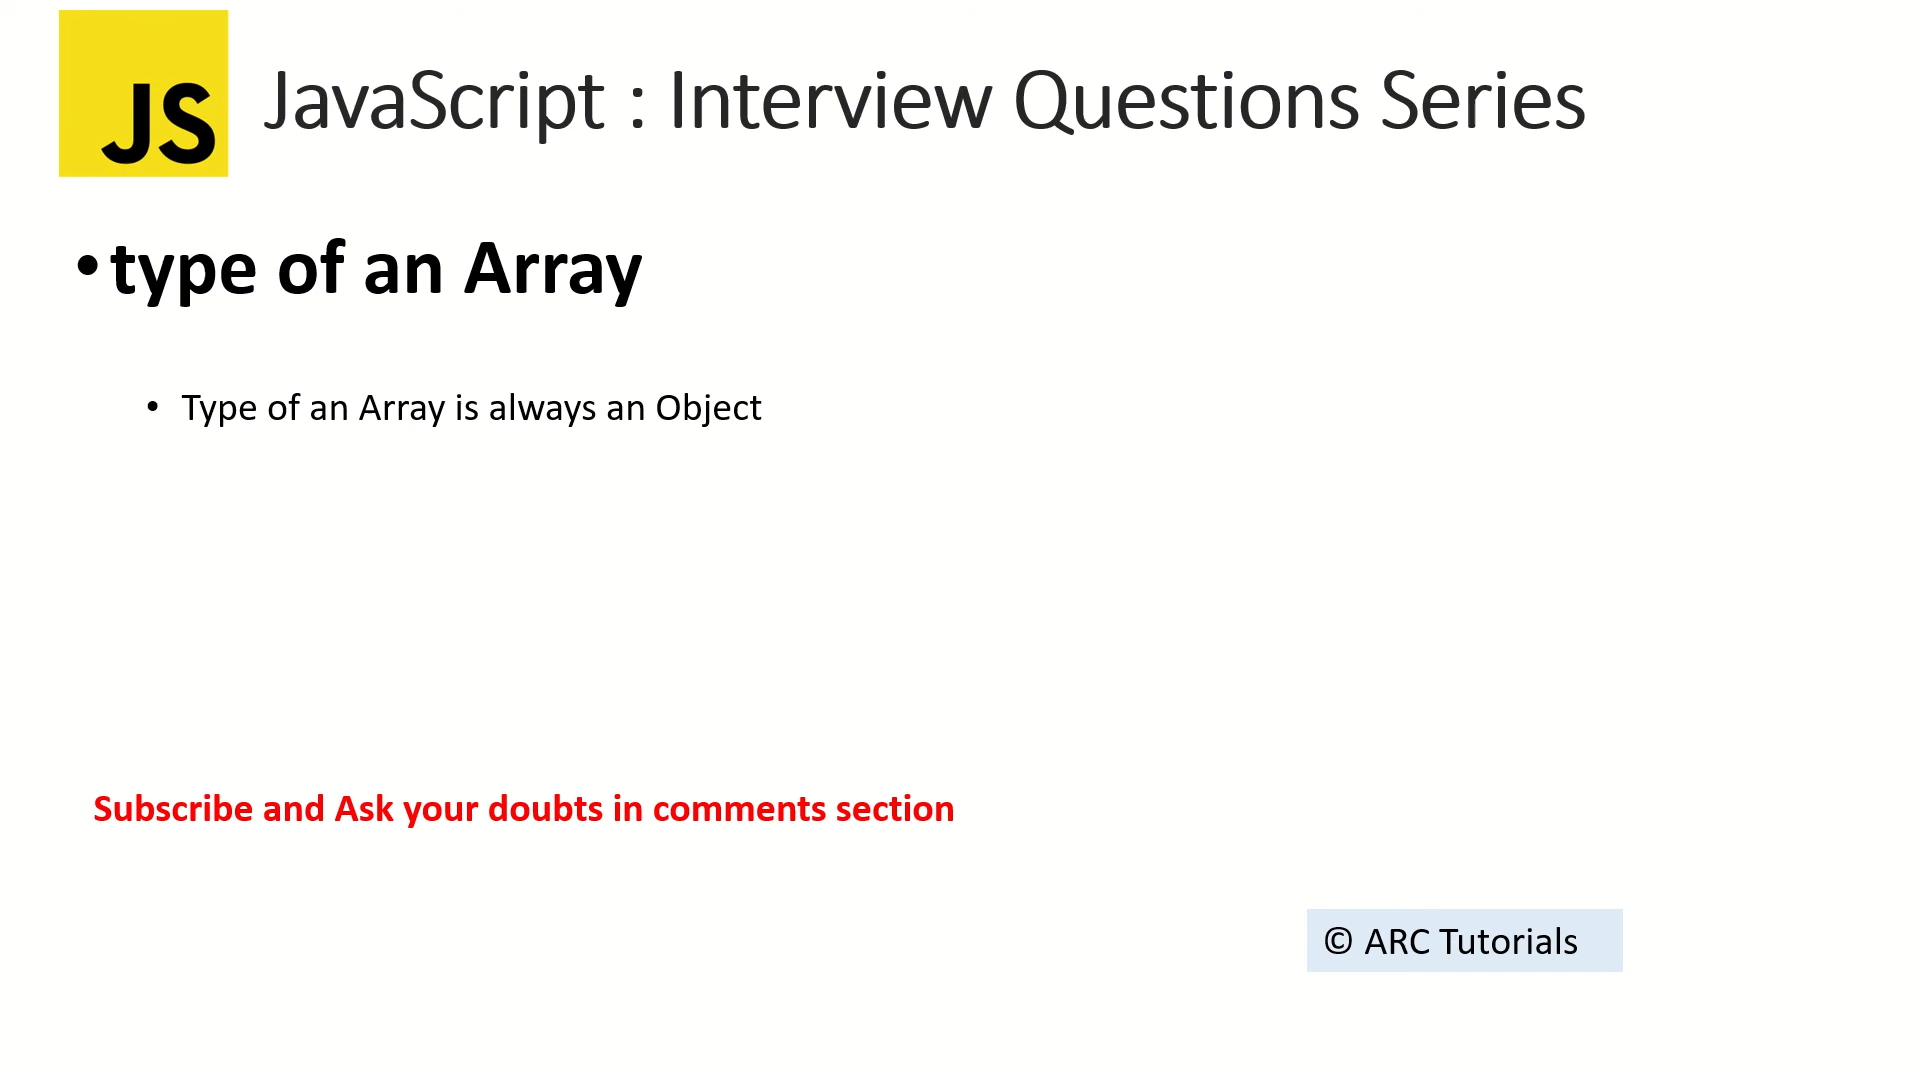 JS
JavaScript : Interview Questions Series
•type of an Array
• Type of an Array is always an Object
Subscribe and Ask your doubts in comments section
© ARC Tutorials